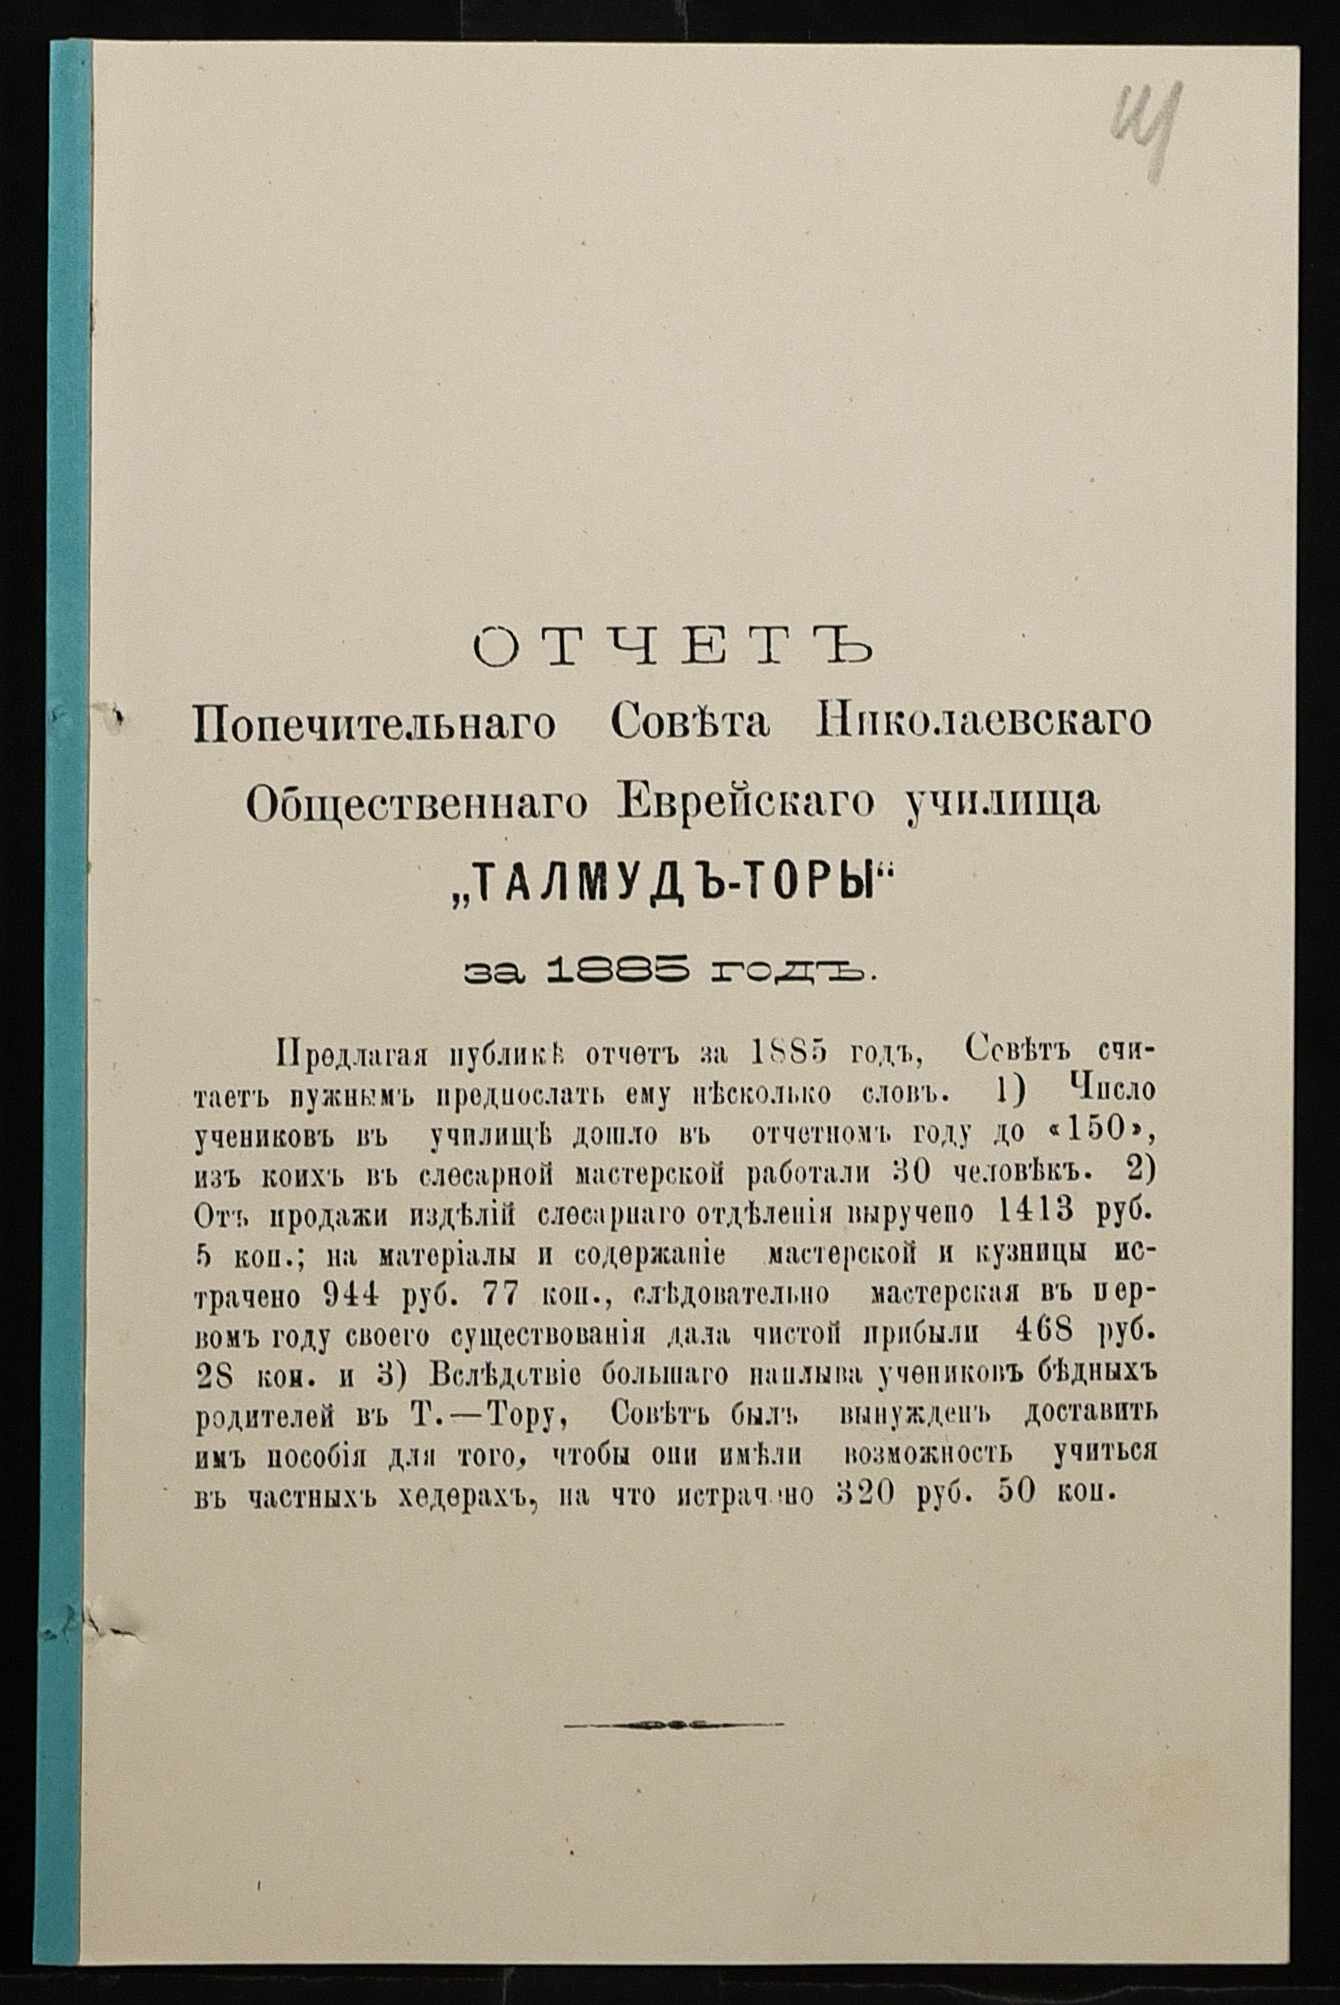 ОТЧЕТЪ
Попечительнаго Совѣта Николаевскаго
Общественнаго Еврейскаго училища
„ТАЛМУДЪ-ТОРЫ“
за 1885 годъ.
Предлагая публикѣ отчетъ за 1885 годъ, Совѣтъ счи-
таетъ нужнымъ предпослать ему нѣсколько словъ. 1) Число
учениковъ въ училищѣ дошло въ отчетномъ году до «150»,
изъ коихъ въ слесарной мастерской работали 30 человѣкъ. 2)
Отъ продажи издѣлій слесарнаго отдѣленія выручено 1413 руб.
5 коп.; на матеріалы и содержаніе мастерской и кузницы ис-
трачено 944 руб. 77 коп., слѣдовательно мастерская въ пер-
вомъ году своего существованія дала чистой прибыли 468 руб.
28 коп. и 3) Вслѣдствіе большаго наплыва учениковъ бѣдныхъ
родителей въ Т.—Тору, Совѣтъ былъ вынужденъ доставить
имъ пособія для того, чтобы они имѣли возможность учиться
въ частныхъ хедерахъ, на что истрачено 320 руб. 50 коп.